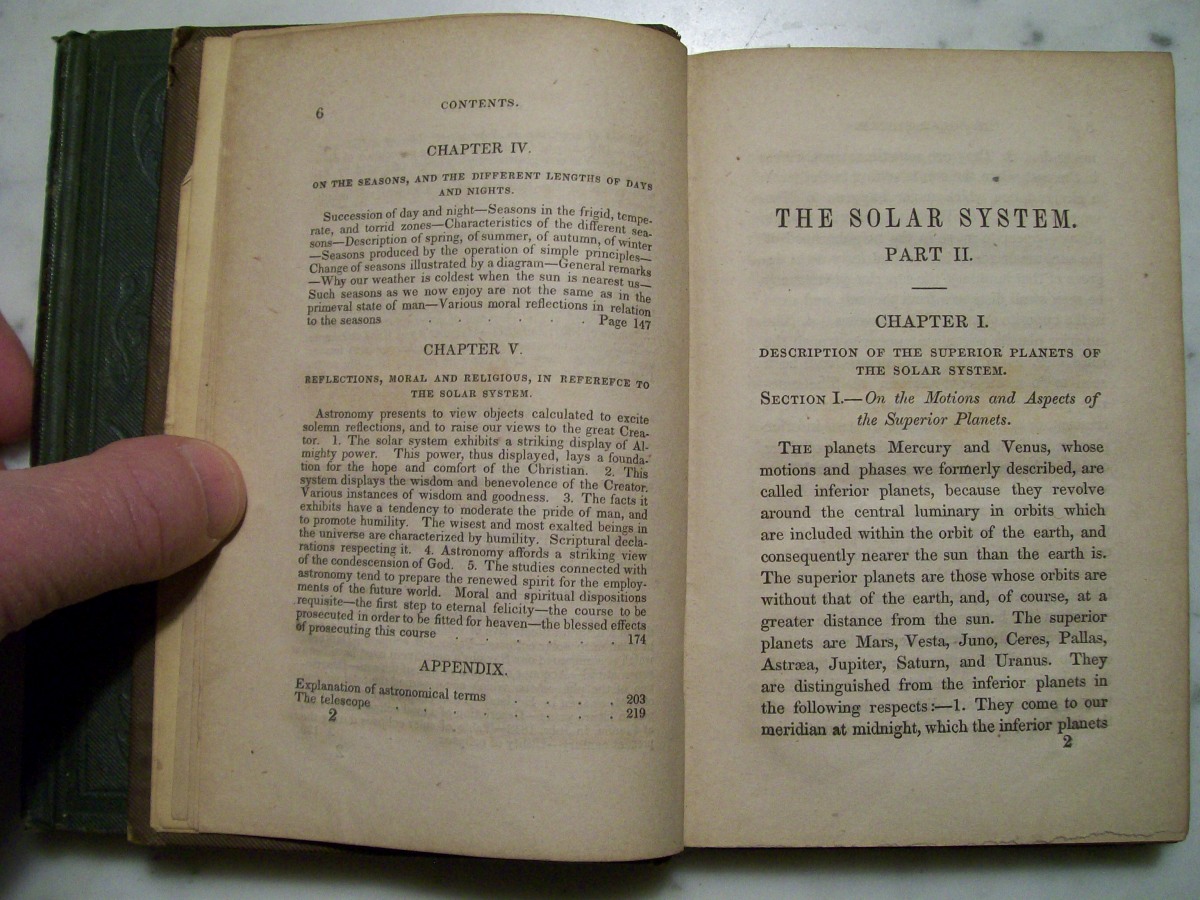 6
CONTENTS.
CHAPTER IV.
ON THE SEASONS, AND THE DIFFERENT LENGTHS OF DAYS
AND NIGHTS.
Succession of day and night—Seasons in the frigid, tempe-
rate, and torrid zones—Characteristics of the different sea-
sons—Description of spring, of summer, of autumn, of winter
—Seasons produced by the operation of simple principles—
Change of seasons illustrated by a diagram—General remarks
—Why our weather is coldest when the sun is nearest us—
Such seasons as we now enjoy are not the same as in the
primeval state of man—Various moral reflections in relation
to the seasons . . . . . Page 147
CHAPTER V.
REFLECTIONS, MORAL AND RELIGIOUS, IN REFEREFCE TO
THE SOLAR SYSTEM.
Astronomy presents to view objects calculated to excite
solemn reflections, and to raise our views to the great Crea-
tor. 1. The solar system exhibits a striking display of Al-
mighty power. This power, thus displayed, lays a founda-
tion for the hope and comfort of the Christian. 2. This
system displays the wisdom and benevolence of the Creator.
Various instances of wisdom and goodness. 3. The facts it
exhibits have a tendency to moderate the pride of man, and
to promote humility. The wisest and most exalted beings in
the universe are characterized by humility. Scriptural decla-
rations respecting it. 4. Astronomy affords a striking view
of the condescension of God. 5. The studies connected with
astronomy tend to prepare the renewed spirit for the employ-
ments of the future world. Moral and spiritual dispositions
requisite—the first step to eternal felicity—the course to be
prosecuted in order to be fitted for heaven—the blessed effects
of prosecuting this course . . . . . . 174
APPENDIX.
Explanation of astronomical terms . . . . 203
The telescope . . . . . . . . 219
2
THE SOLAR SYSTEM.
PART II.
CHAPTER I.
DESCRIPTION OF THE SUPERIOR PLANETS OF
THE SOLAR SYSTEM.
SECTION I.—On the Motions and Aspects of
the Superior Planets.
THE planets Mercury and Venus, whose
motions and phases we formerly described, are
called inferior planets, because they revolve
around the central luminary in orbits which
are included within the orbit of the earth, and
consequently nearer the sun than the earth is.
The superior planets are those whose orbits are
without that of the earth, and, of course, at a
greater distance from the sun. The superior
planets are Mars, Vesta, Juno, Ceres, Pallas,
Astræa, Jupiter, Saturn, and Uranus. They
are distinguished from the inferior planets in
the following respects:—1. They come to our
meridian at midnight, which the inferior planets
2